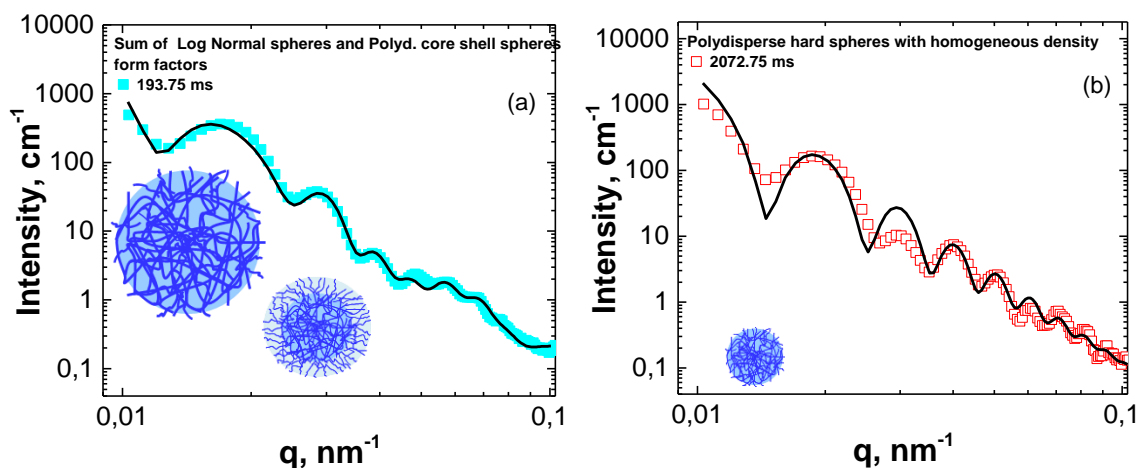 Sum of Log Normal spheres and Polyd. core shell spheres
form factors
193.75 ms
(a)
10000
1000
100
10
1
0,1
0,01
0,1
Intensity, cm-1
q, nm-1
Polydisperse hard spheres with homogeneous density
2072.75 ms
(b)
10000
1000
100
10
1
0,1
0,01
0,1
Intensity, cm-1
q, nm-1